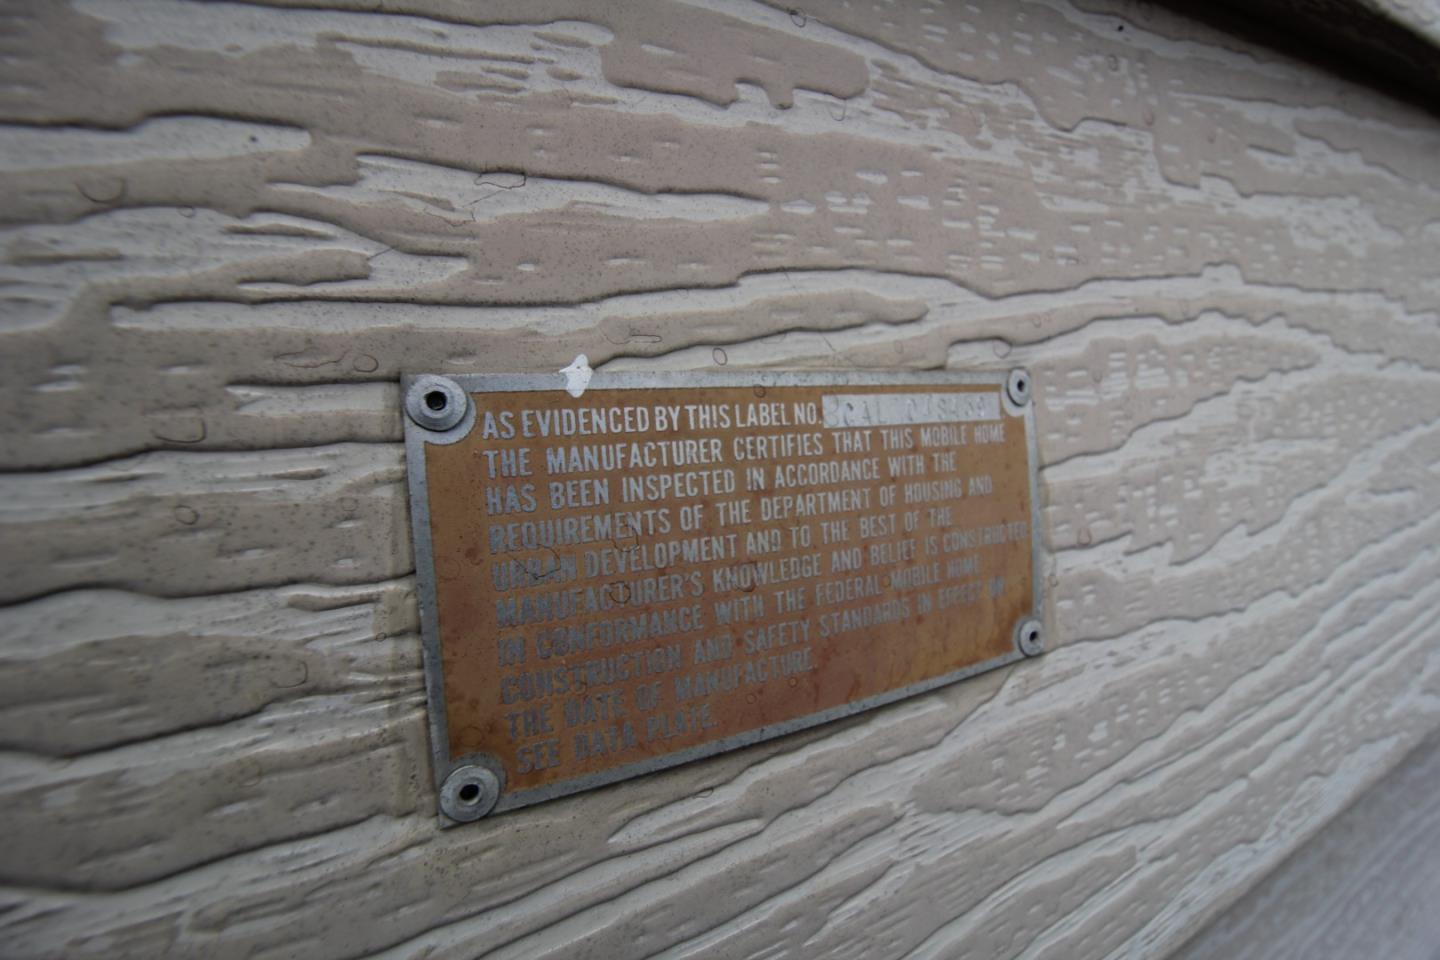 AS EVIDENCED BY THIS LABEL NO.
THE MANUFACTURER CERTIFIES THAT THIS MOBILE HOME
HAS BEEN INSPECTED IN ACCORDANCE WITH THE
REQUIREMENTS OF THE DEPARTMENT OF HOUSING AND
URBAN DEVELOPMENT AND TO THE BEST OF THE
MANUFACTURER'S KNOWLEDGE AND BELIEF IS CONSTRUCTED
IN CONFORMANCE WITH THE FEDERAL MOBILE HOME
CONSTRUCTION AND SAFETY STANDARDS IN EFFECT ON
THE DATE OF MANUFACTURE.
SEE DATA PLATE.